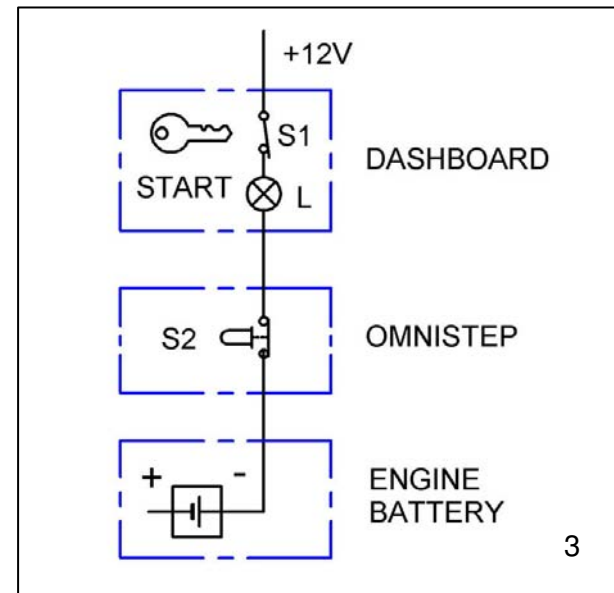 +12V
S1
DASHBOARD
START
L
S2
OMNISTEP
+
-
ENGINE
BATTERY
3